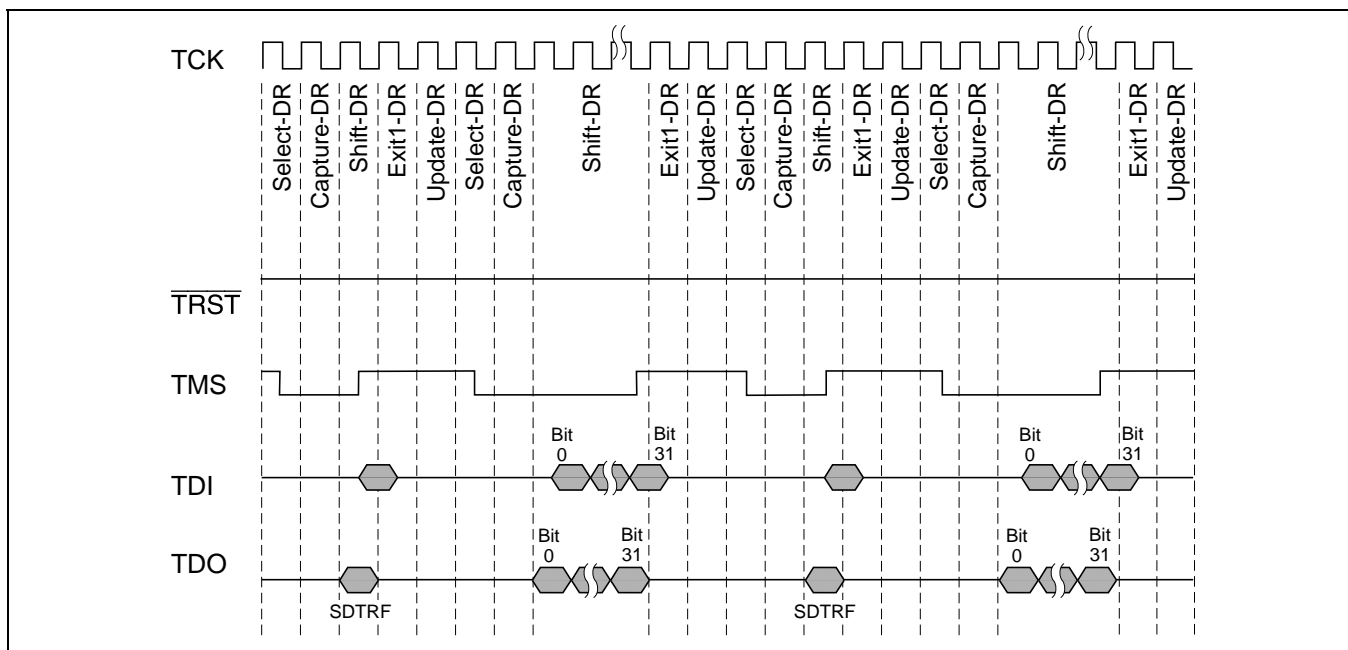 TCK
Select-DR
Capture-DR
Shift-DR
Exit1-DR
Update-DR
Select-DR
Capture-DR
Shift-DR
Exit1-DR
Update-DR
Select-DR
Capture-DR
Shift-DR
Exit1-DR
Update-DR
Select-DR
Capture-DR
Shift-DR
Exit1-DR
Update-DR
TRST
TMS
TDI
Bit
0
Bit
31
Bit
0
Bit
31
TDO
SDTRF
Bit
0
Bit
31
SDTRF
Bit
0
Bit
31